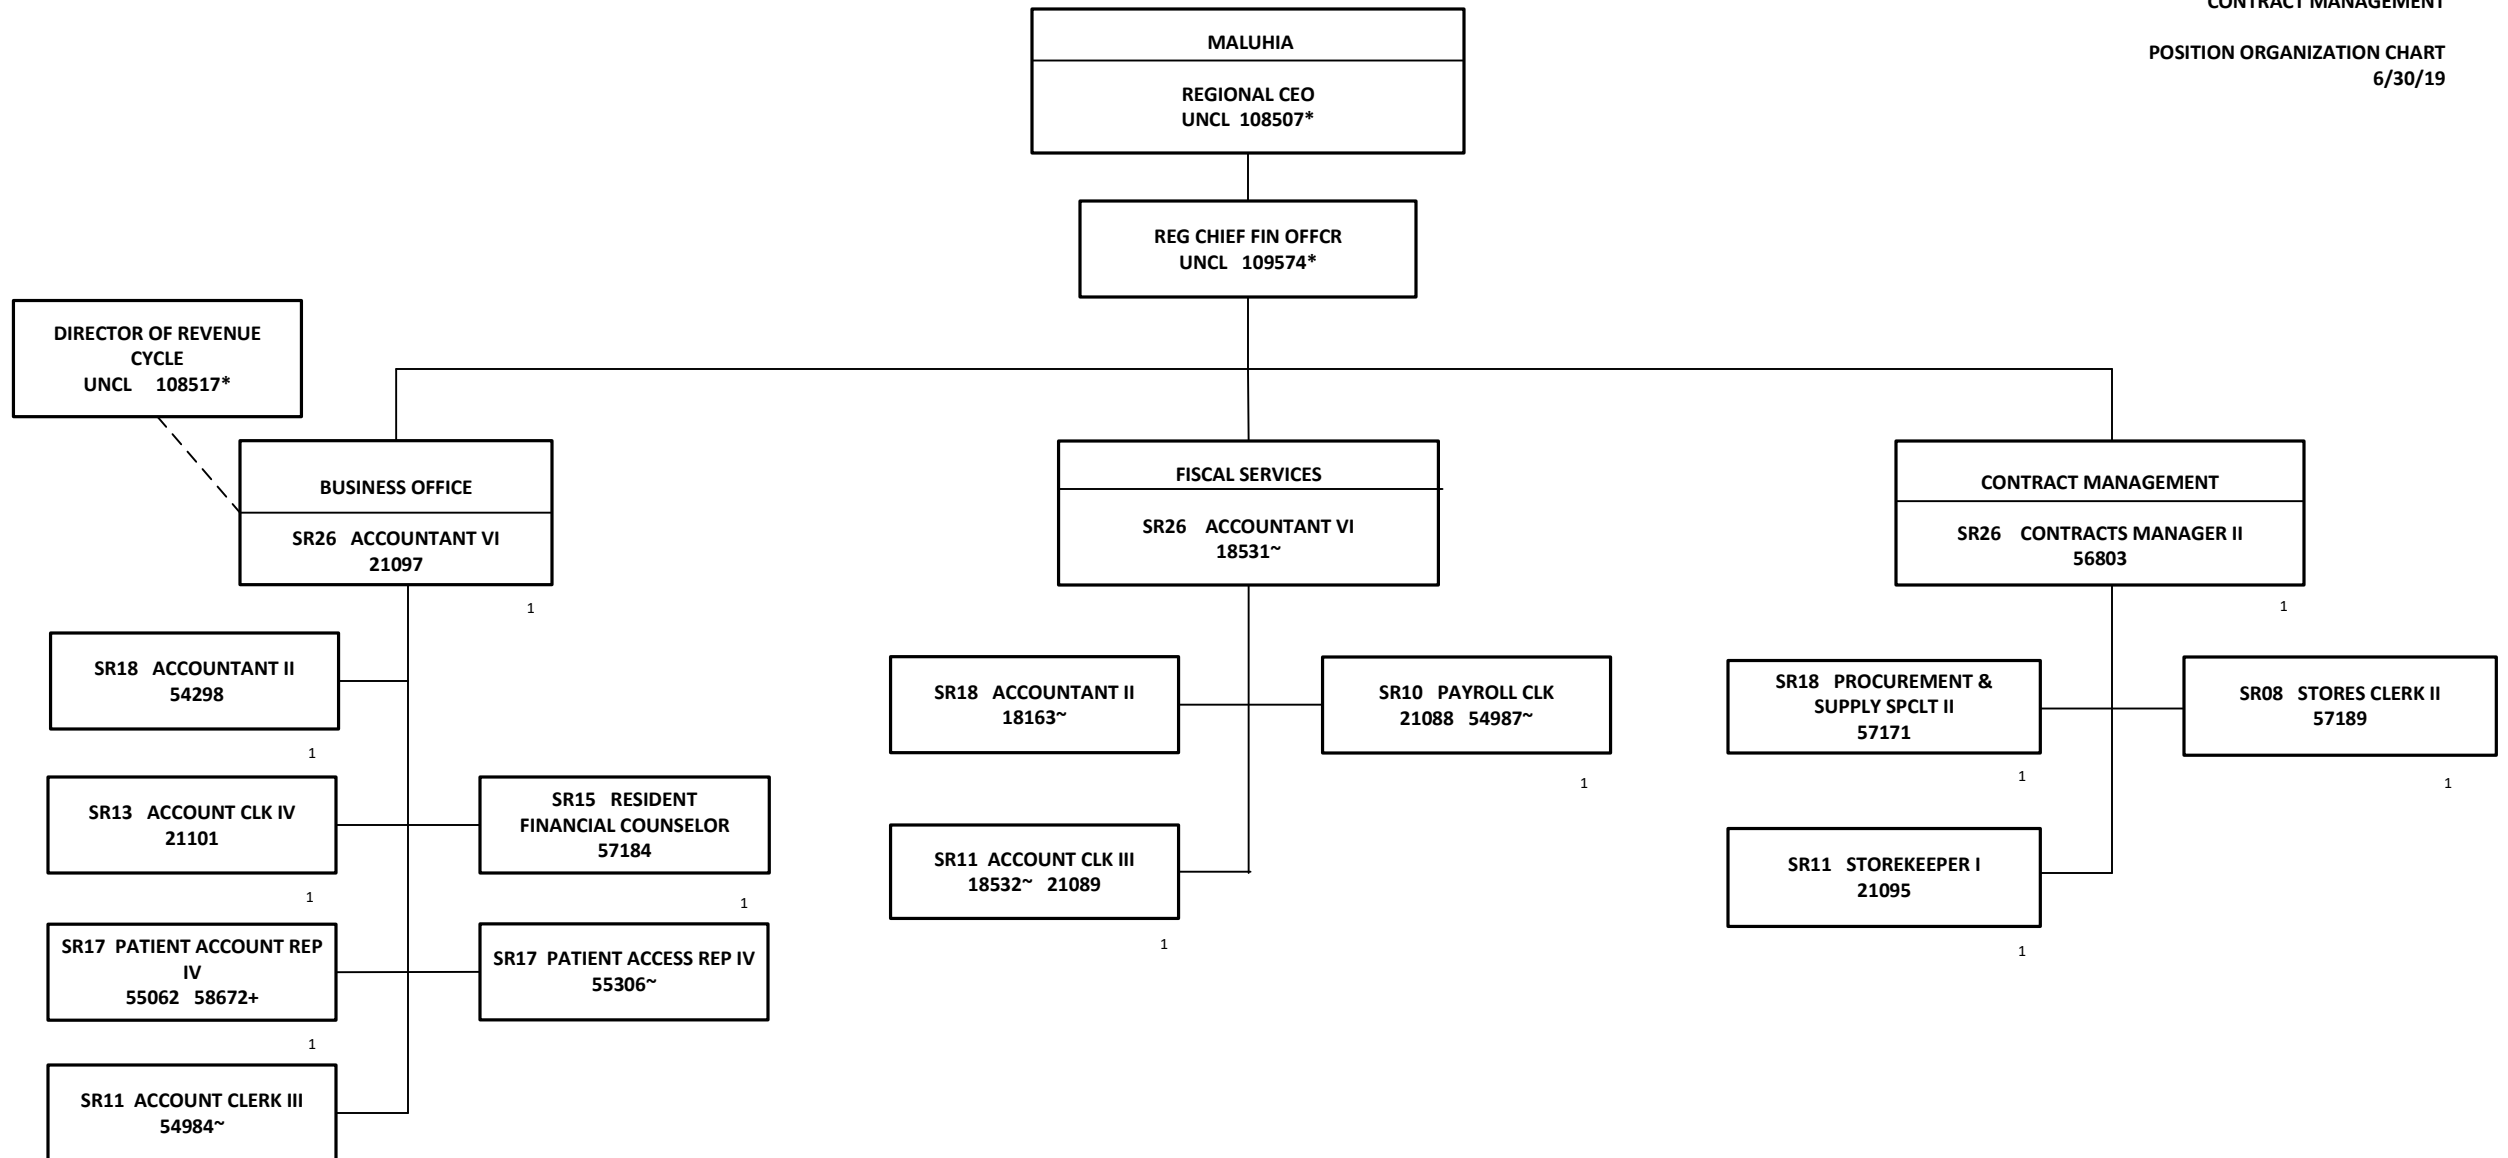 CONTRACT MANAGEMENT
POSITION ORGANIZATION CHART
6/30/19
MALUHIA
REGIONAL CEO
UNCL 108507*
REG CHIEF FIN OFFCR
UNCL 109574*
DIRECTOR OF REVENUE
CYCLE
UNCL 108517*
BUSINESS OFFICE
SR26 ACCOUNTANT VI
21097
1
SR18 ACCOUNTANT II
54298
1
SR13 ACCOUNT CLK IV
21101
1
SR15 RESIDENT
FINANCIAL COUNSELOR
57184
1
SR17 PATIENT ACCOUNT REP
IV
55062 58672+
1
SR17 PATIENT ACCESS REP IV
55306~
SR11 ACCOUNT CLERK III
54984~
FISCAL SERVICES
SR26 ACCOUNTANT VI
18531~
SR18 ACCOUNTANT II
18163~
SR10 PAYROLL CLK
21088 54987~
1
SR11 ACCOUNT CLK III
18532~ 21089
1
CONTRACT MANAGEMENT
SR26 CONTRACTS MANAGER II
56803
1
SR18 PROCUREMENT &
SUPPLY SPCLT II
57171
1
SR08 STORES CLERK II
57189
1
SR11 STOREKEEPER I
21095
1